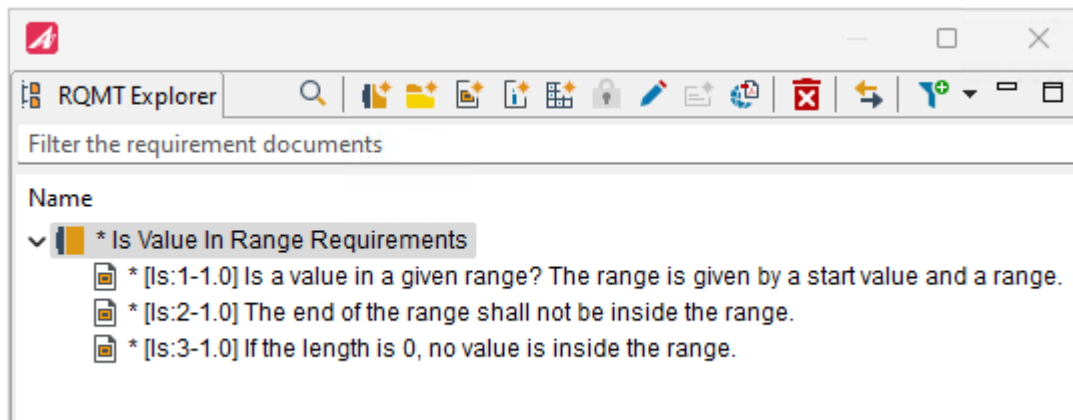 RQMT Explorer
Filter the requirement documents
Name
* Is Value In Range Requirements
* [Is:1-1.0] Is a value in a given range? The range is given by a start value and a range.
* [Is:2-1.0] The end of the range shall not be inside the range.
* [Is:3-1.0] If the length is 0, no value is inside the range.